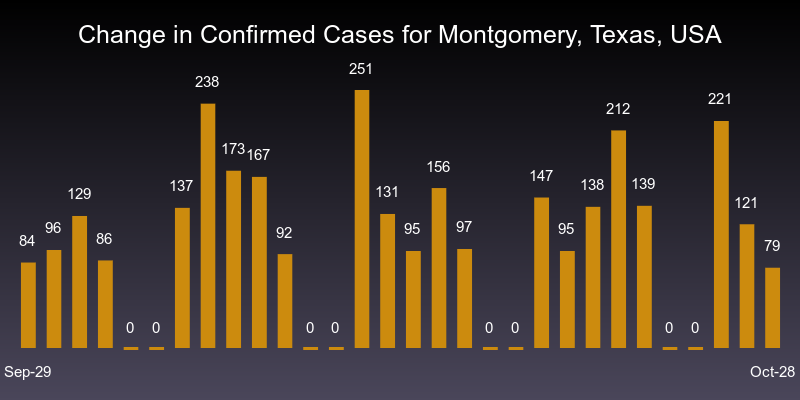 Change in Confirmed Cases for Montgomery, Texas, USA
84 96 129 86 0 0 137 238 173 167 92 0 0 251 131 95 156 97 0 0 147 95 138 212 139 0 0 221 121 79
Sep-29 Oct-28